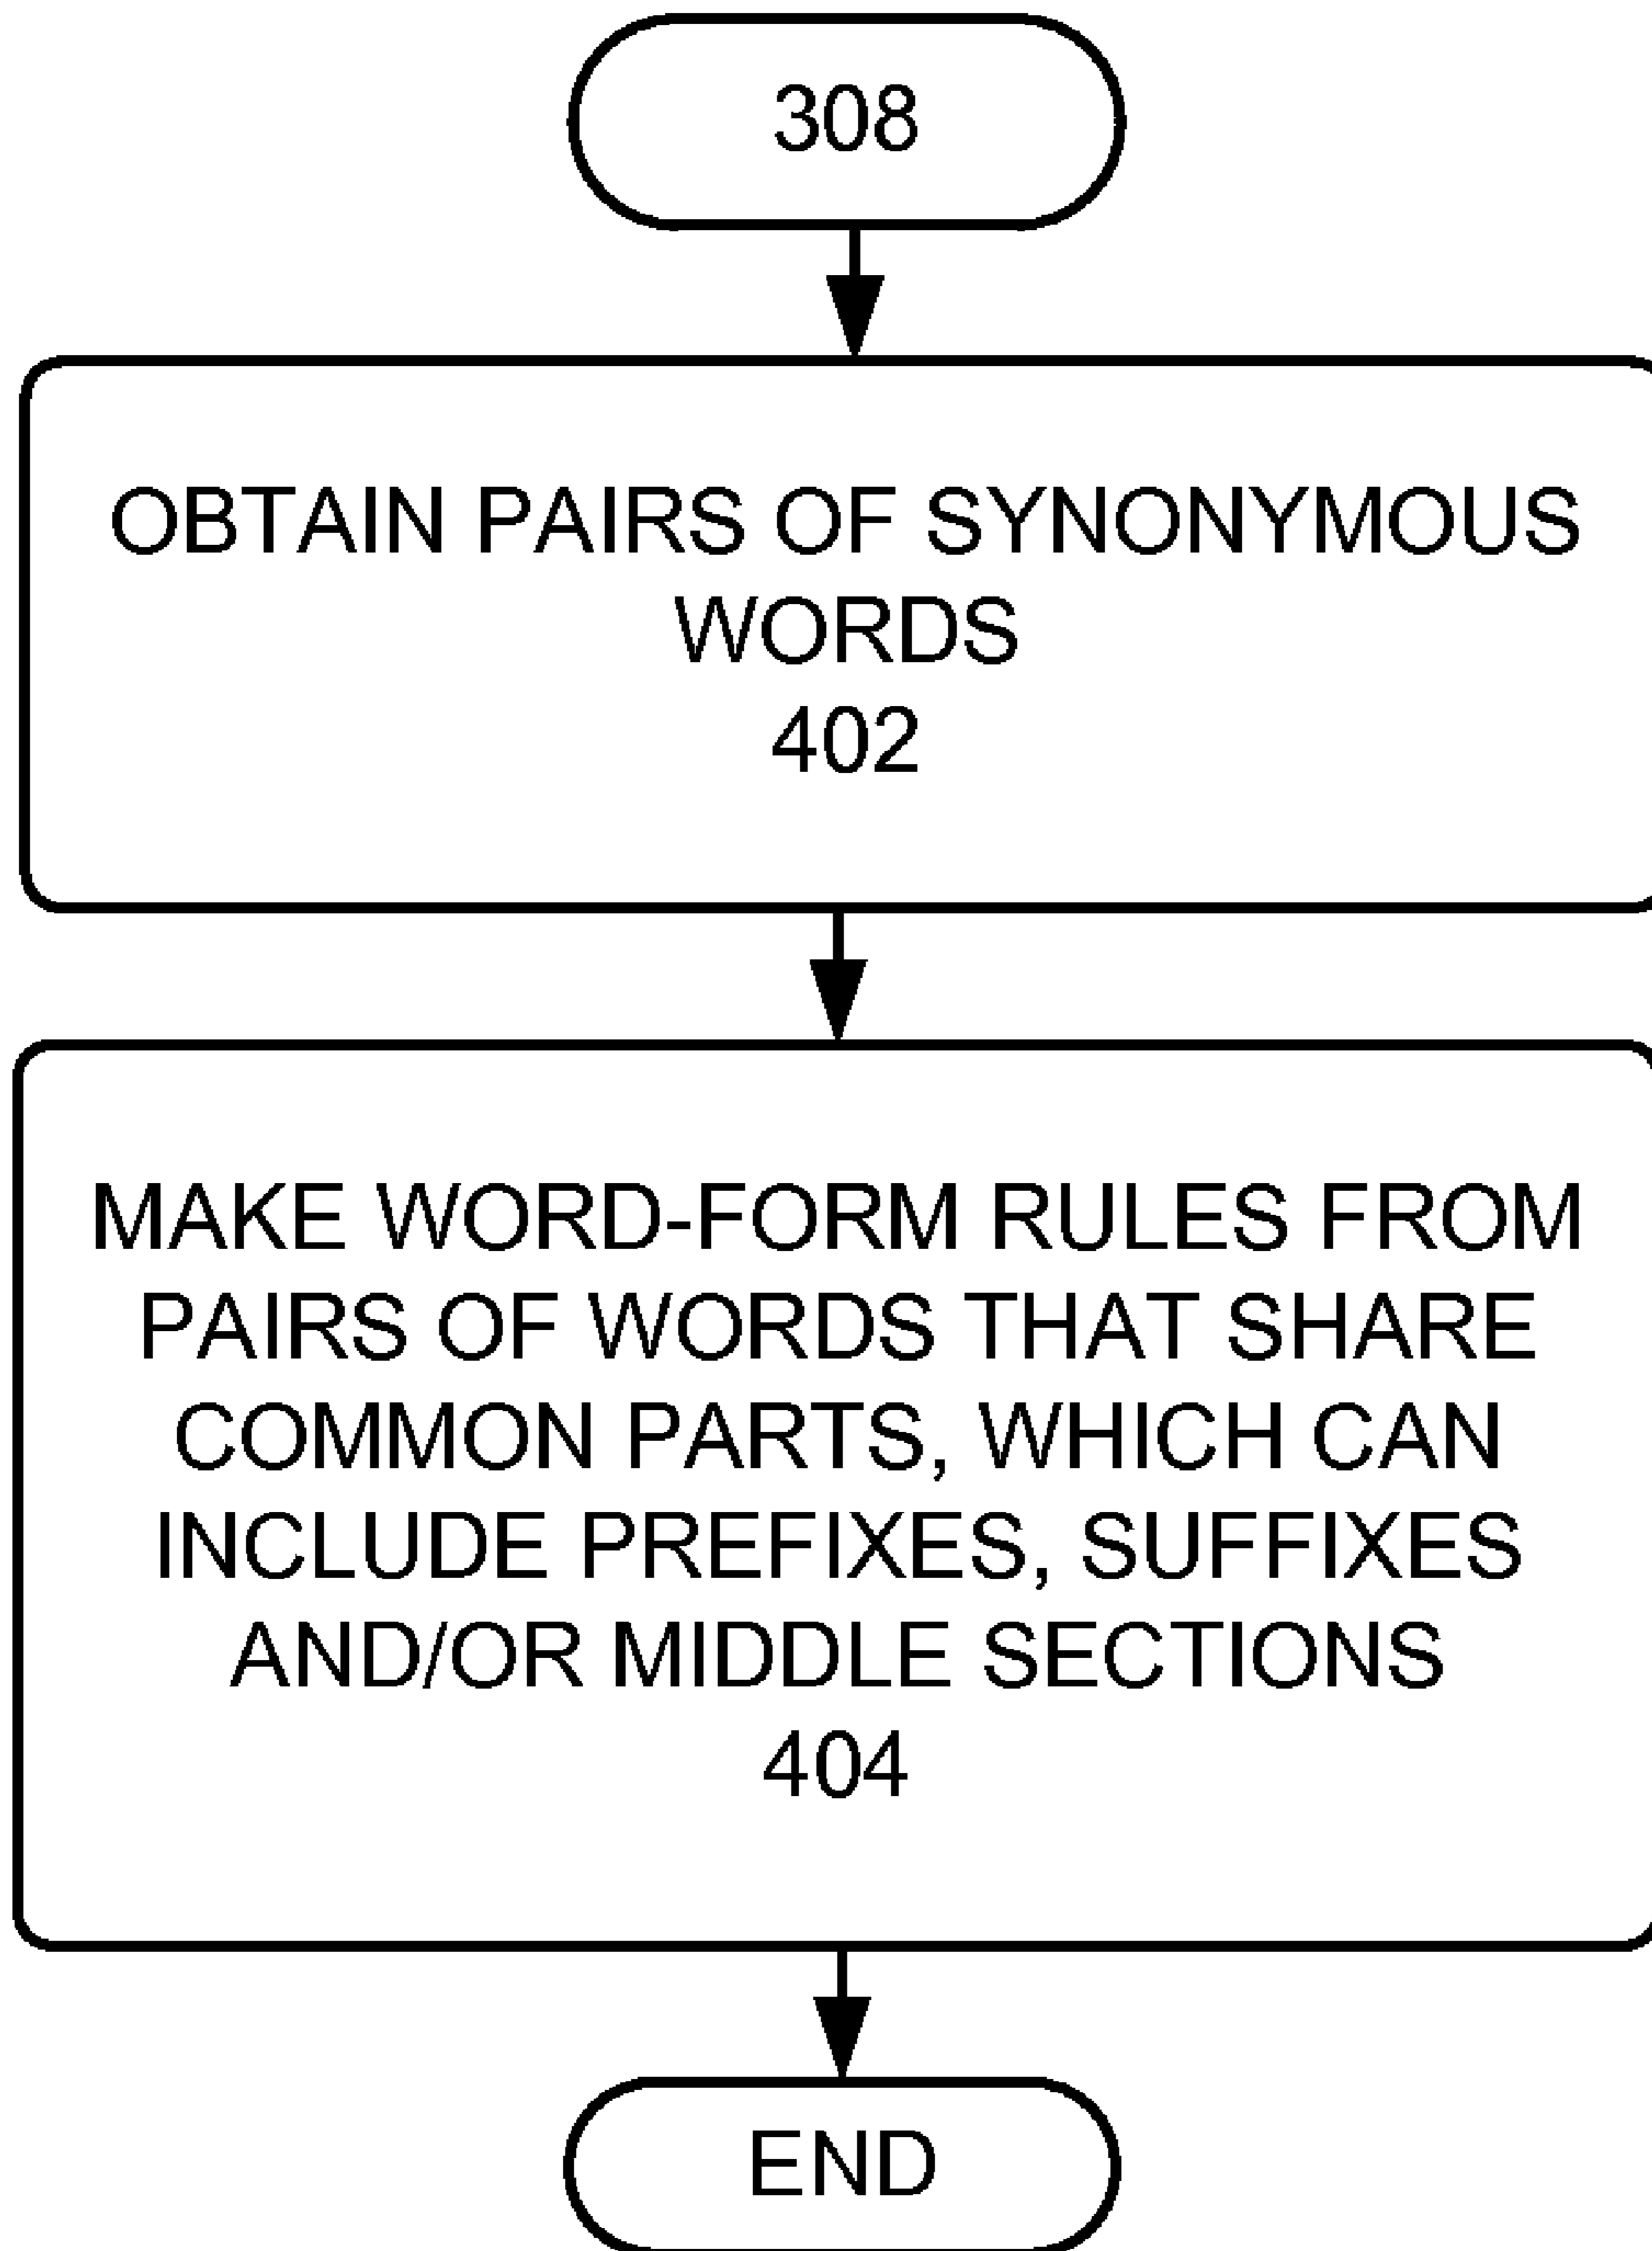 308
OBTAIN PAIRS OF SYNONYMOUS
WORDS
402
MAKE WORD-FORM RULES FROM
PAIRS OF WORDS THAT SHARE
COMMON PARTS, WHICH CAN
INCLUDE PREFIXES, SUFFIXES
AND/OR MIDDLE SECTIONS
404
END